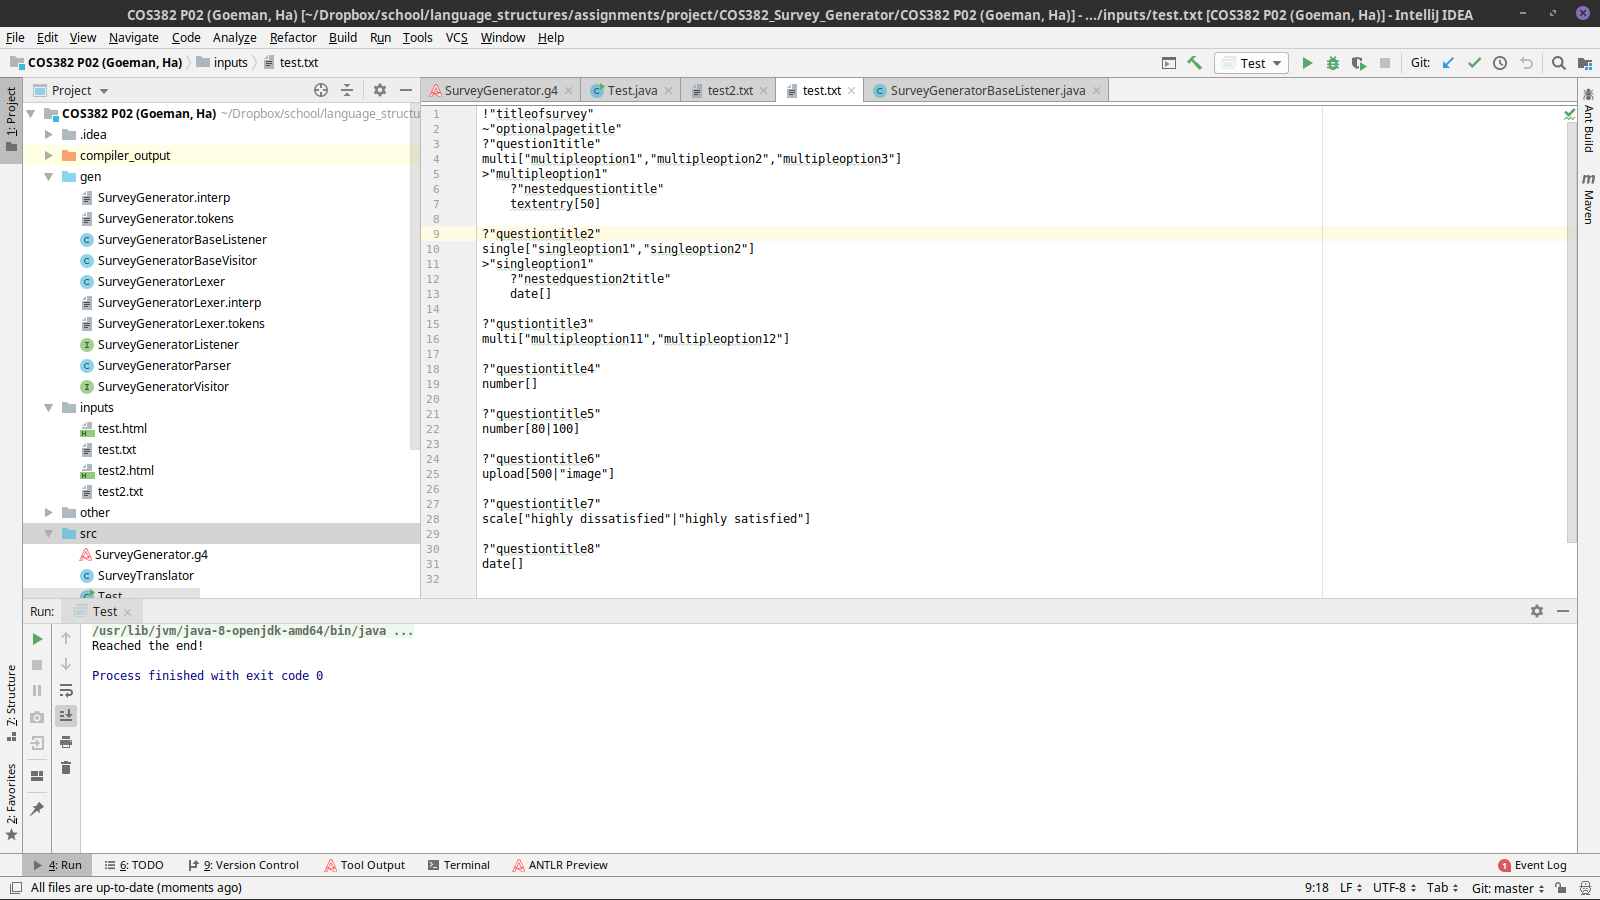 COS382 P02 (Goeman, Ha) [~/Dropbox/school/language_structures/assignments/project/COS382_Survey_Generator/COS382 P02 (Goeman, Ha)] - .../inputs/test.txt [COS382 P02 (Goeman, Ha)] - IntelliJ IDEA
File Edit View Navigate Code Analyze Refactor Build Run Tools VCS Window Help
COS382 P02 (Goeman, Ha) inputs test.txt Test Git:
1: Project
Project
SurveyGenerator.g4 Test.java test2.txt test.txt SurveyGeneratorBaseListener.java
COS382 P02 (Goeman, Ha) ~/Dropbox/school/language_structu
.idea
compiler_output
gen
SurveyGenerator.interp
SurveyGenerator.tokens
SurveyGeneratorBaseListener
SurveyGeneratorBaseVisitor
SurveyGeneratorLexer
SurveyGeneratorLexer.interp
SurveyGeneratorLexer.tokens
SurveyGeneratorListener
SurveyGeneratorParser
SurveyGeneratorVisitor
inputs
test.html
test.txt
test2.html
test2.txt
other
src
SurveyGenerator.g4
SurveyTranslator
Test
1 !"titleofsurvey"
2 ~"optionalpagetitle"
3 ?"question1title"
4 multi["multipleoption1","multipleoption2","multipleoption3"]
5 >"multipleoption1"
6 ?"nestedquestiontitle"
7 textentry[50]
8
9 ?"questiontitle2"
10 single["singleoption1","singleoption2"]
11 >"singleoption1"
12 ?"nestedquestion2title"
13 date[]
14
15 ?"qustiontitle3"
16 multi["multipleoption11","multipleoption12"]
17
18 ?"questiontitle4"
19 number[]
20
21 ?"questiontitle5"
22 number[80|100]
23
24 ?"questiontitle6"
25 upload[500|"image"]
26
27 ?"questiontitle7"
28 scale["highly dissatisfied"|"highly satisfied"]
29
30 ?"questiontitle8"
31 date[]
32
Ant Build
m Maven
Run: Test
/usr/lib/jvm/java-8-openjdk-amd64/bin/java ...
Reached the end!
Process finished with exit code 0
7: Structure
2: Favorites
4: Run 6: TODO 9: Version Control Tool Output Terminal ANTLR Preview 1 Event Log
All files are up-to-date (moments ago) 9:18 LF UTF-8 Tab Git: master